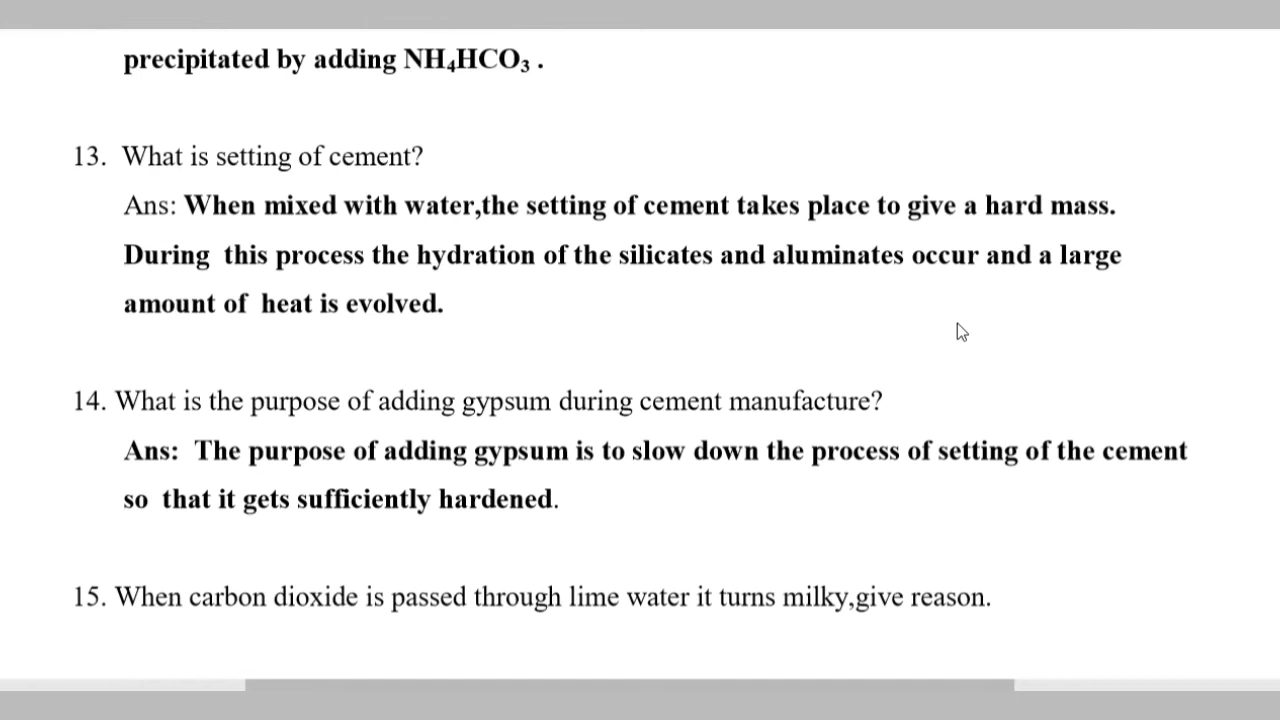 precipitated by adding NH₄HCO₃ .
13. What is setting of cement?
Ans: When mixed with water,the setting of cement takes place to give a hard mass.
During this process the hydration of the silicates and aluminates occur and a large
amount of heat is evolved.
14. What is the purpose of adding gypsum during cement manufacture?
Ans: The purpose of adding gypsum is to slow down the process of setting of the cement
so that it gets sufficiently hardened.
15. When carbon dioxide is passed through lime water it turns milky,give reason.